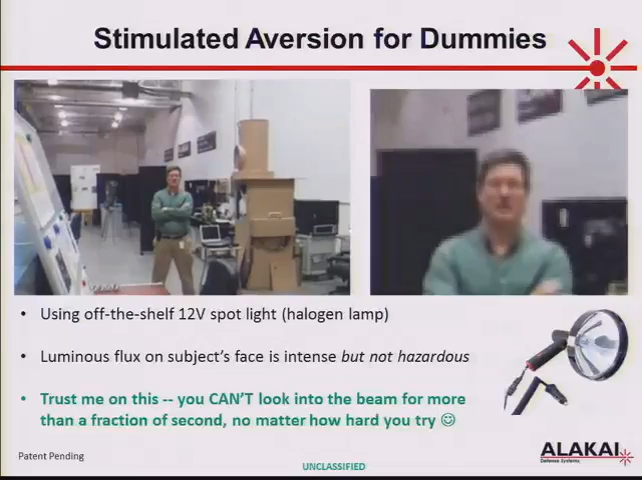 Stimulated Aversion for Dummies
• Using off-the-shelf 12V spot light (halogen lamp)
• Luminous flux on subject's face is intense but not hazardous
• Trust me on this -- you CAN'T look into the beam for more
than a fraction of second, no matter how hard you try ☺
Patent Pending
UNCLASSIFIED
ALAKAI
Defense Systems